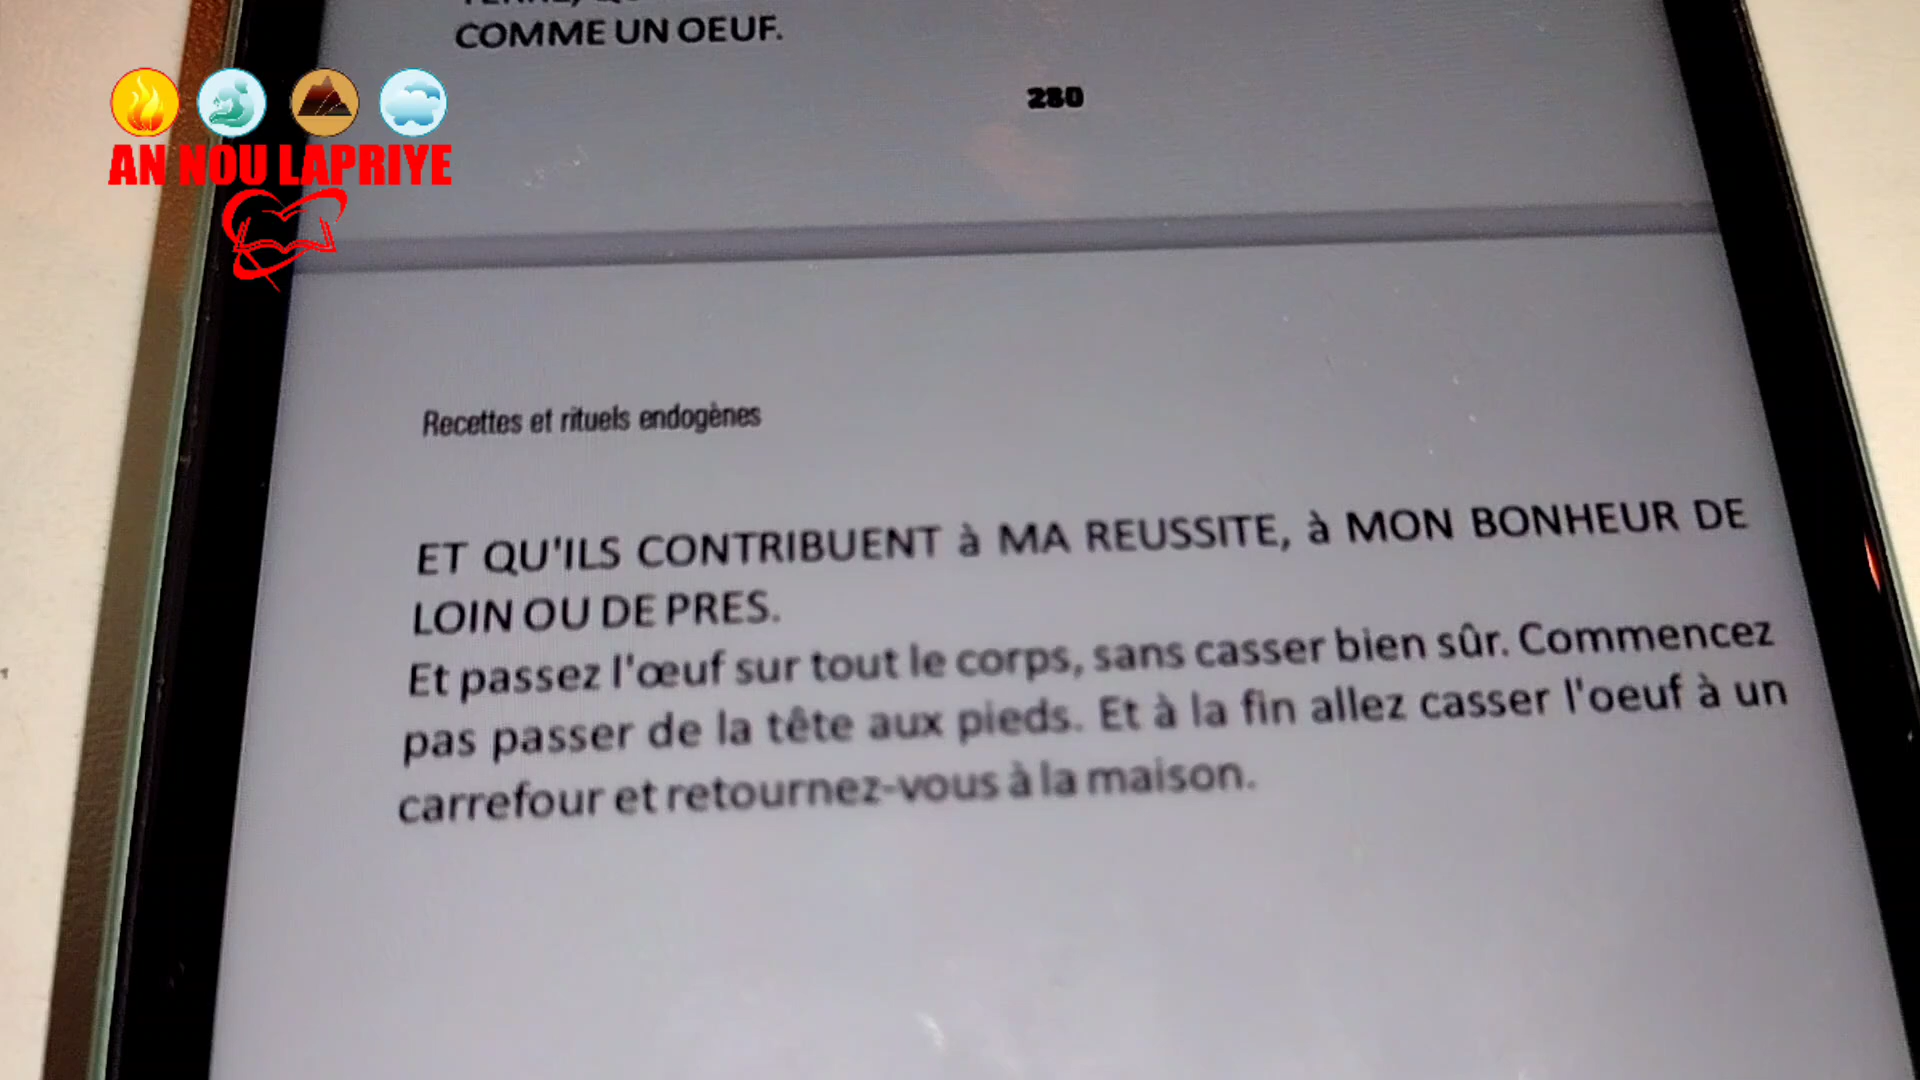 COMME UN OEUF.
280
AN NOU LAPRIYE
Recettes et rituels endogènes
ET QU'ILS CONTRIBUENT à MA REUSSITE, à MON BONHEUR DE
LOIN OU DE PRES.
Et passez l'œuf sur tout le corps, sans casser bien sûr. Commencez
pas passer de la tête aux pieds. Et à la fin allez casser l'oeuf à un
carrefour et retournez-vous à la maison.